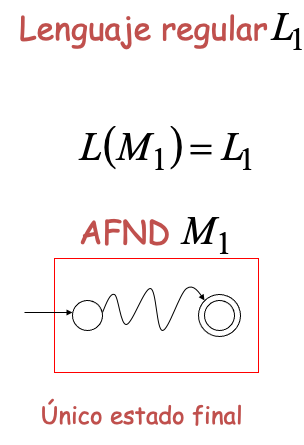 Lenguaje regular L₁
L(M₁) = L₁
AFND M₁
Único estado final